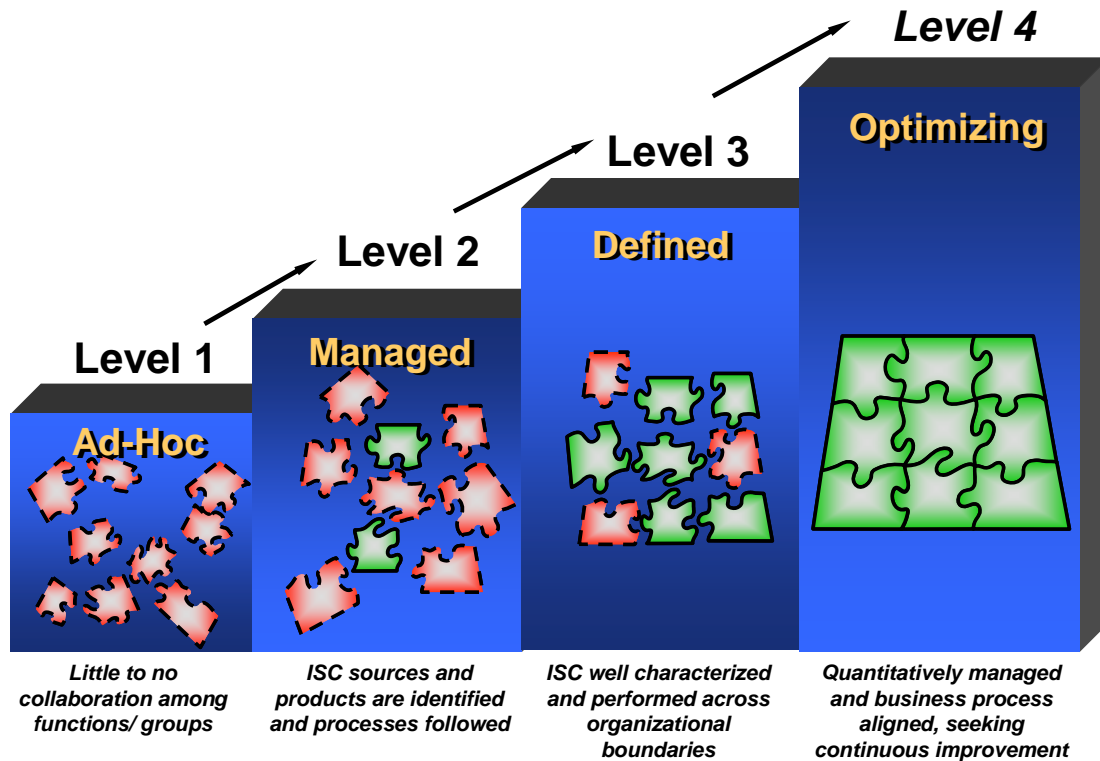 Level 1
Ad-Hoc
Little to no
collaboration among
functions/ groups
Level 2
Managed
ISC sources and
products are identified
and processes followed
Level 3
Defined
ISC well characterized
and performed across
organizational
boundaries
Level 4
Optimizing
Quantitatively managed
and business process
aligned, seeking
continuous improvement